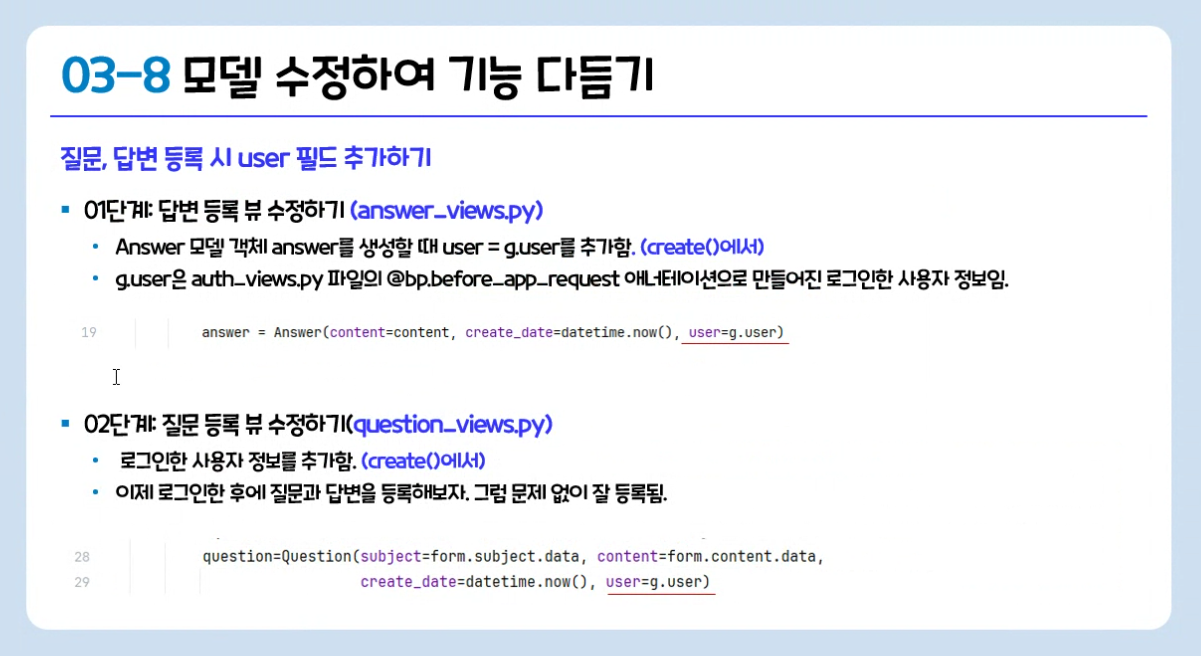 03-8 모델 수정하여 기능 다듬기
질문, 답변 등록 시 user 필드 추가하기
▪ 01단계: 답변 등록 뷰 수정하기 (answer_views.py)
• Answer 모델 객체 answer를 생성할 때 user = g.user를 추가함. (create()에서)
• g.user은 auth_views.py 파일의 @bp.before_app_request 애너테이션으로 만들어진 로그인한 사용자 정보임.
19 answer = Answer(content=content, create_date=datetime.now(), user=g.user)
▪ 02단계: 질문 등록 뷰 수정하기(question_views.py)
• 로그인한 사용자 정보를 추가함. (create()에서)
• 이제 로그인한 후에 질문과 답변을 등록해보자. 그럼 문제 없이 잘 등록됨.
28 question=Question(subject=form.subject.data, content=form.content.data,
29 create_date=datetime.now(), user=g.user)